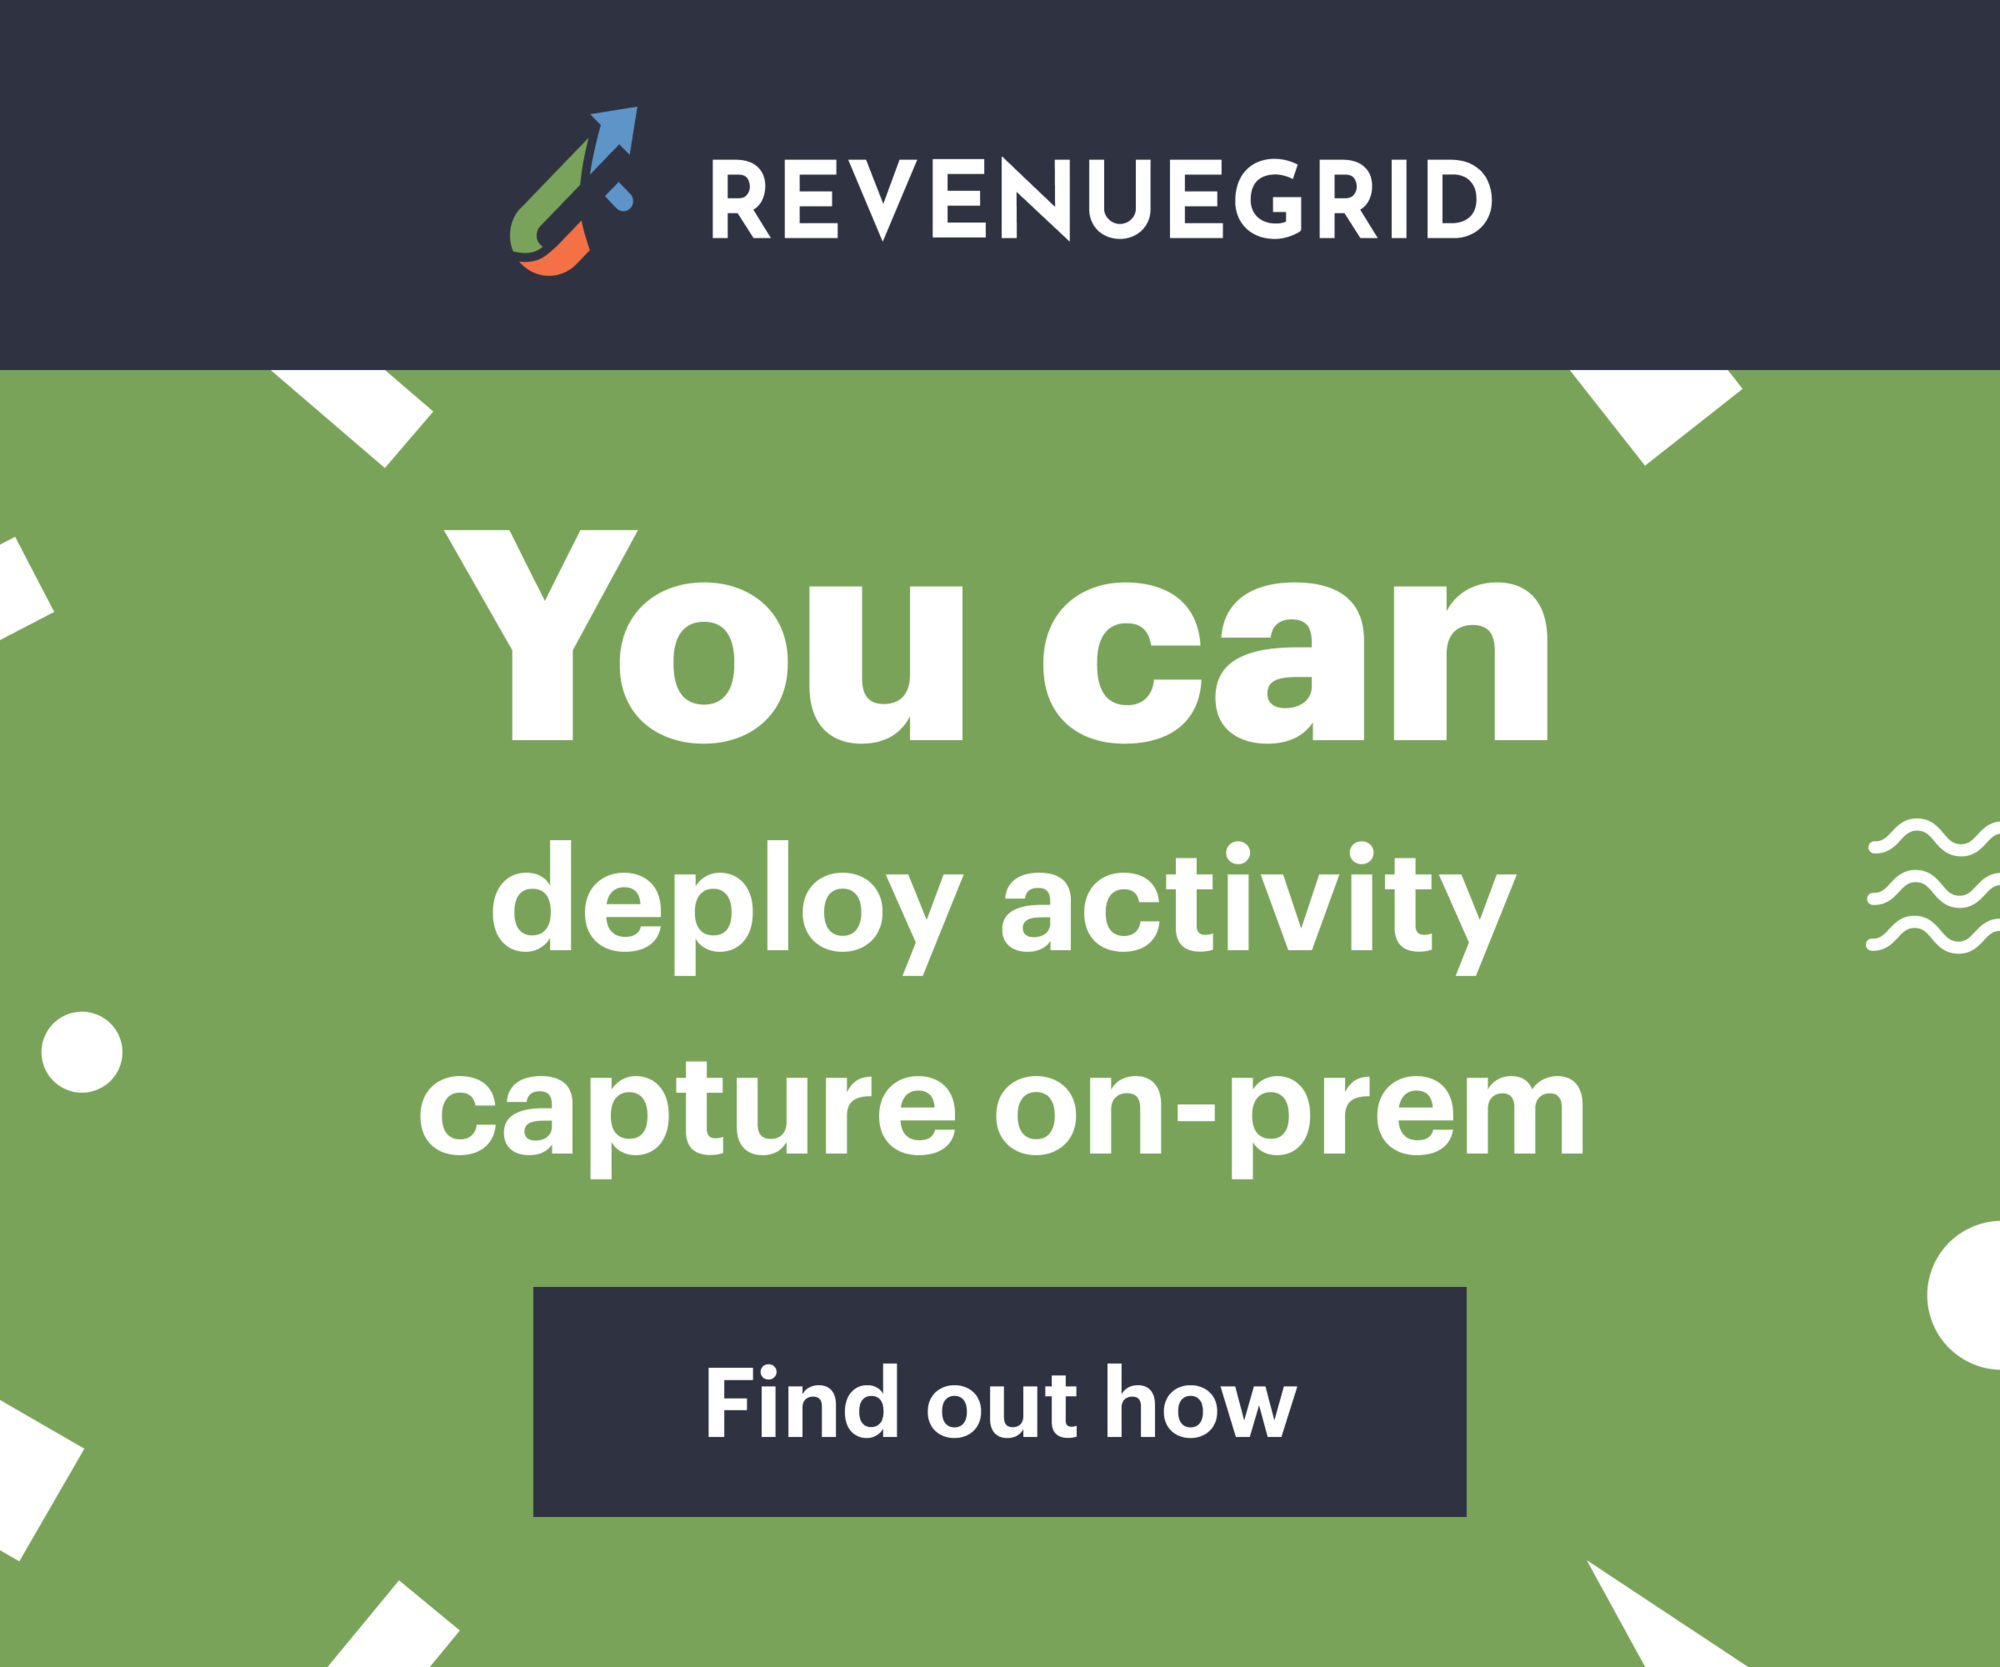 REVENUEGRID
You can
deploy activity
capture on-prem
Find out how